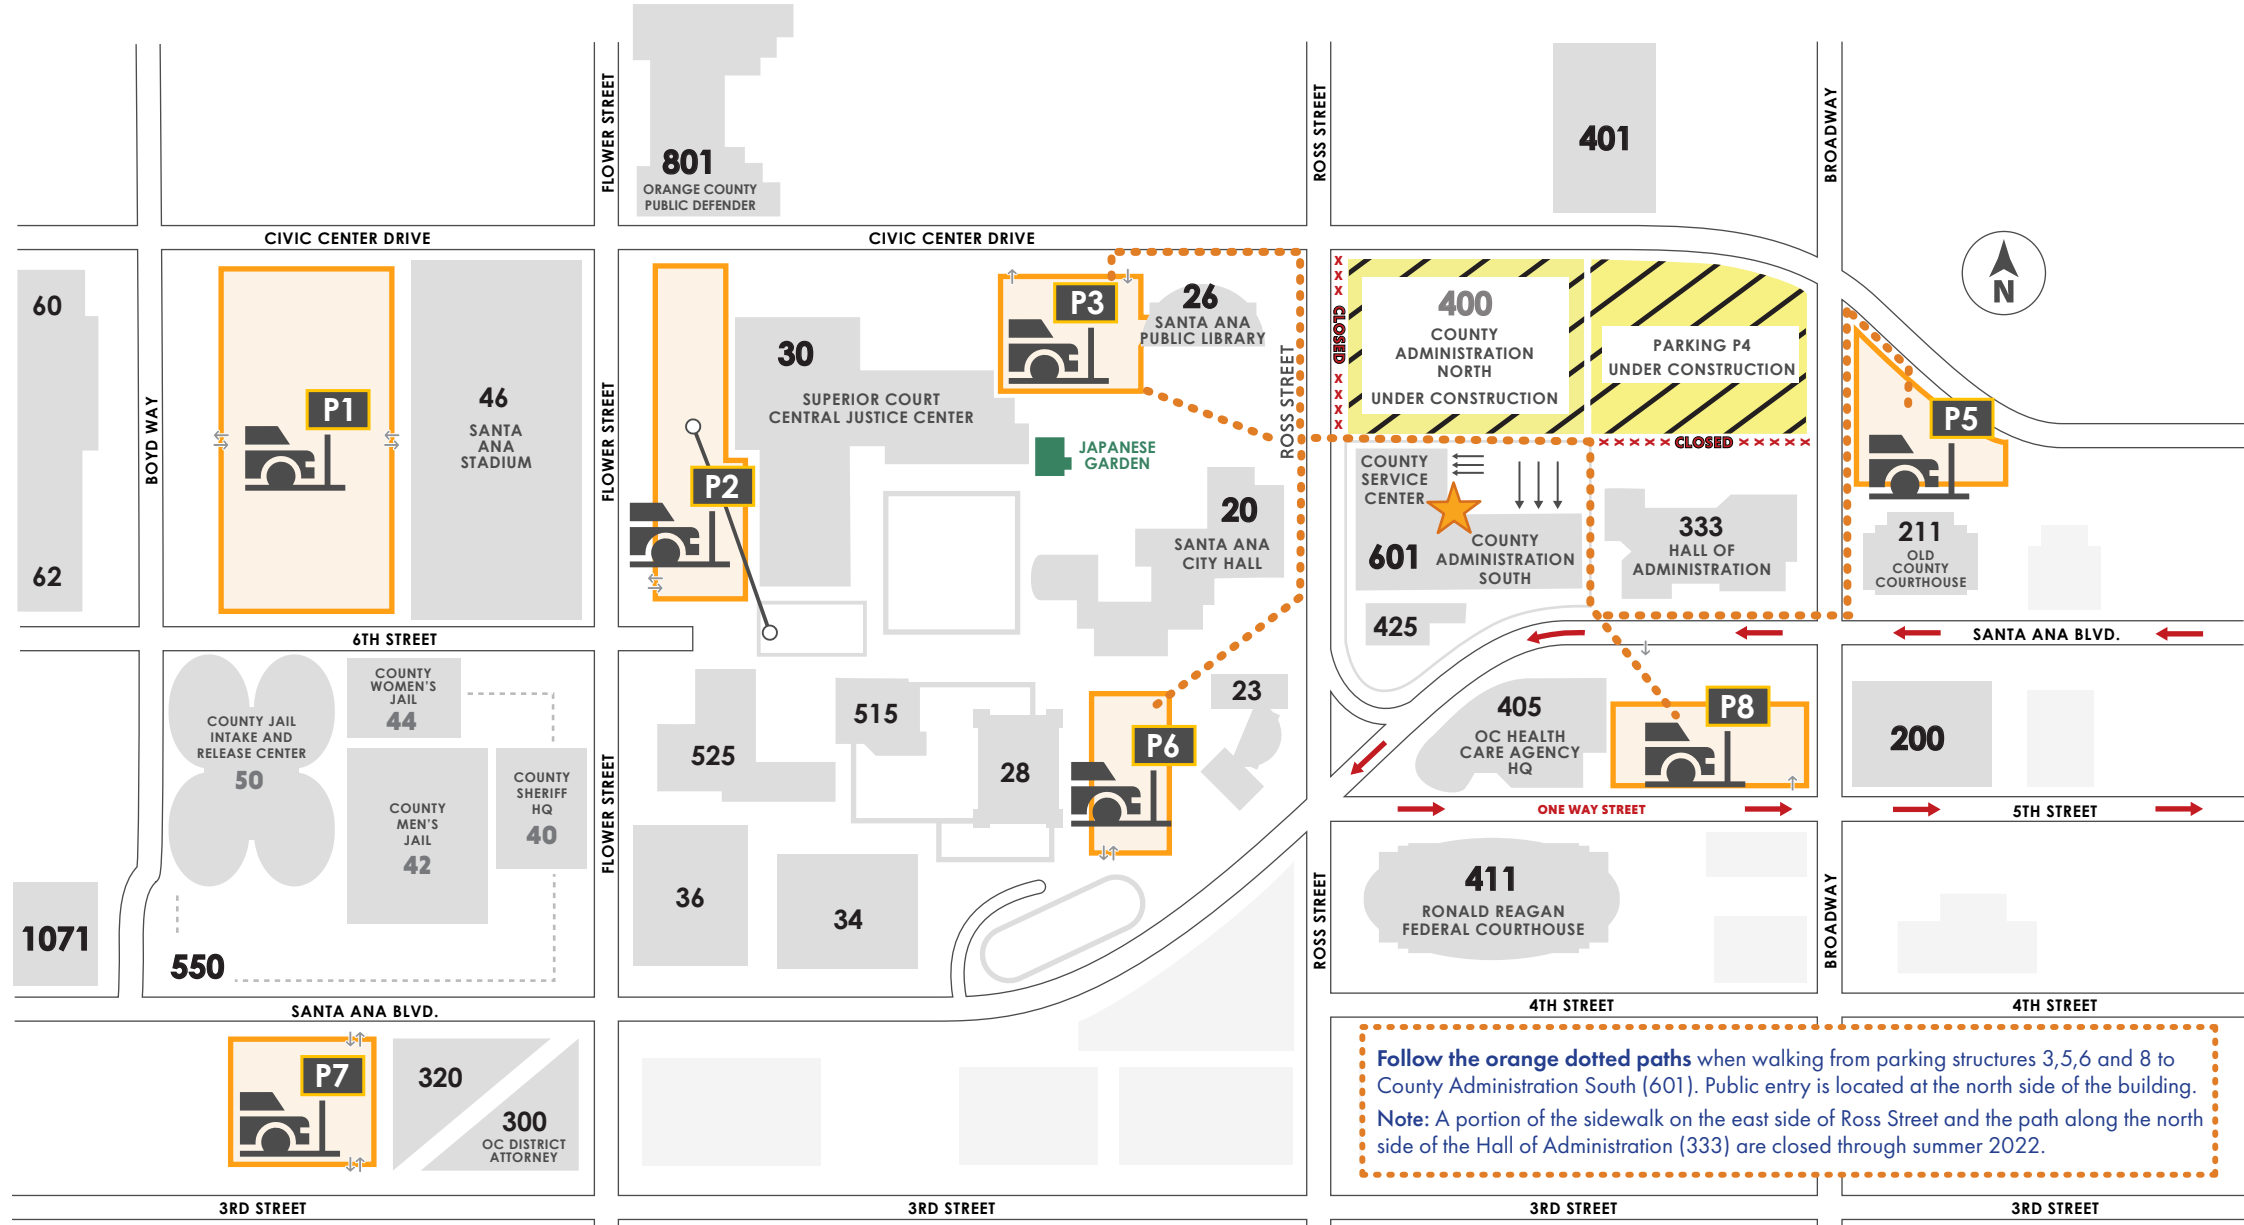 FLOWER STREET
ROSS STREET
BROADWAY
801
ORANGE COUNTY
PUBLIC DEFENDER
401
CIVIC CENTER DRIVE
CIVIC CENTER DRIVE
60
62
BOYD WAY
P1
46
SANTA
ANA
STADIUM
FLOWER STREET
P2
30
SUPERIOR COURT
CENTRAL JUSTICE CENTER
P3
26
SANTA ANA
PUBLIC LIBRARY
JAPANESE
GARDEN
20
SANTA ANA
CITY HALL
ROSS STREET
X
X
X
CLOSED
X
X
X
X
400
COUNTY
ADMINISTRATION
NORTH
UNDER CONSTRUCTION
PARKING P4
UNDER CONSTRUCTION
X X X X X X CLOSED X X X X X
N
P5
COUNTY
SERVICE
CENTER
601
COUNTY
ADMINISTRATION
SOUTH
425
333
HALL OF
ADMINISTRATION
211
OLD
COUNTY
COURTHOUSE
6TH STREET
SANTA ANA BLVD.
COUNTY JAIL
INTAKE AND
RELEASE CENTER
50
COUNTY
WOMEN'S
JAIL
44
COUNTY
MEN'S
JAIL
42
COUNTY
SHERIFF
HQ
40
FLOWER STREET
525
515
28
P6
23
405
OC HEALTH
CARE AGENCY
HQ
P8
200
ONE WAY STREET
5TH STREET
36
34
411
RONALD REAGAN
FEDERAL COURTHOUSE
ROSS STREET
BROADWAY
1071
550
SANTA ANA BLVD.
4TH STREET
4TH STREET
P7
320
300
OC DISTRICT
ATTORNEY
Follow the orange dotted paths when walking from parking structures 3,5,6 and 8 to
County Administration South (601). Public entry is located at the north side of the building.
Note: A portion of the sidewalk on the east side of Ross Street and the path along the north
side of the Hall of Administration (333) are closed through summer 2022.
3RD STREET
3RD STREET
3RD STREET
3RD STREET